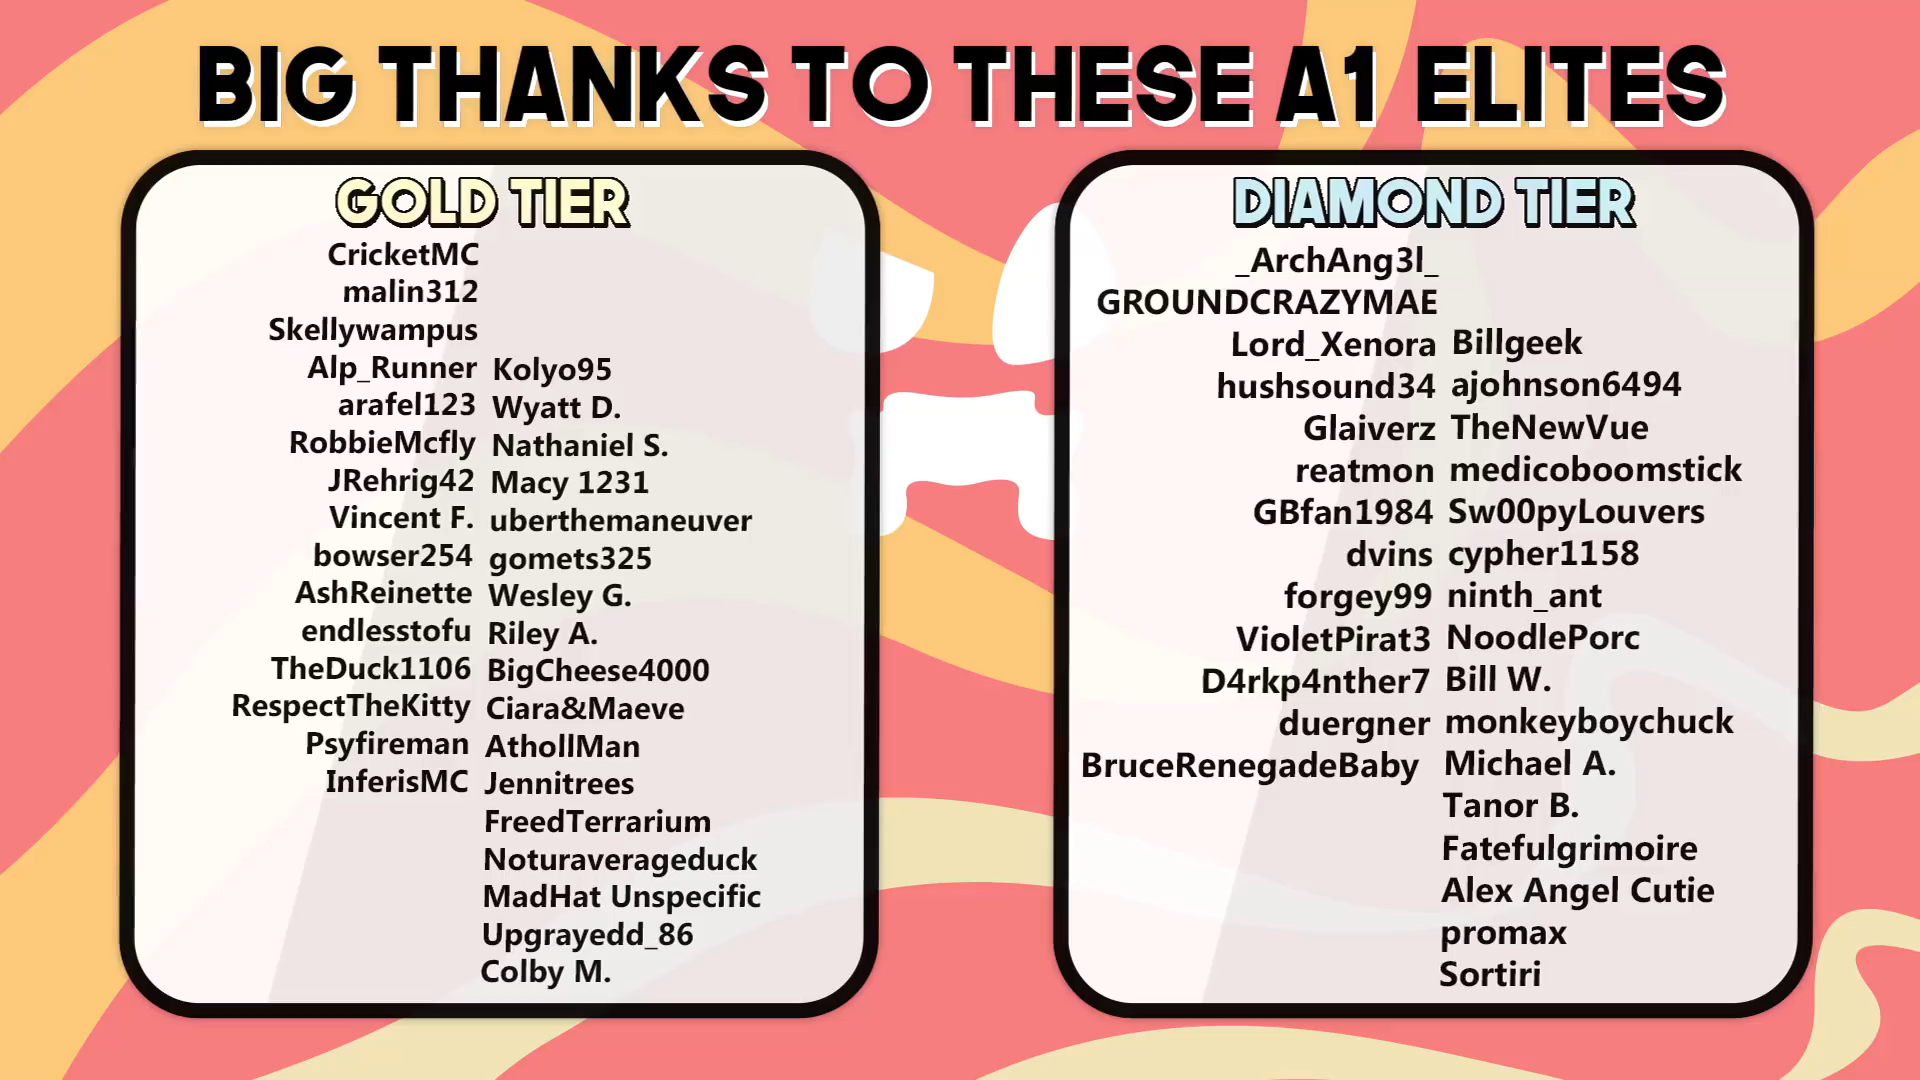 BIG THANKS TO THESE A1 ELITES
GOLD TIER
CricketMC
malin312
Skellywampus
Alp_Runner
arafel123
RobbieMcfly
JRehrig42
Vincent F.
bowser254
AshReinette
endlesstofu
TheDuck1106
RespectTheKitty
Psyfireman
InferisMC
Kolyo95
Wyatt D.
Nathaniel S.
Macy 1231
uberthemaneuver
gomets325
Wesley G.
Riley A.
BigCheese4000
Ciara&Maeve
AthollMan
Jennitrees
FreedTerrarium
Noturaverageduck
MadHat Unspecific
Upgrayedd_86
Colby M.
DIAMOND TIER
_ArchAng3l_
GROUNDCRAZYMAE
Lord_Xenora
hushsound34
Glaiverz
reatmon
GBfan1984
dvins
forgey99
VioletPirat3
D4rkp4nther7
duergner
BruceRenegadeBaby
Billgeek
ajohnson6494
TheNewVue
medicoboomstick
Sw00pyLouvers
cypher1158
ninth_ant
NoodlePorc
Bill W.
monkeyboychuck
Michael A.
Tanor B.
Fatefulgrimoire
Alex Angel Cutie
promax
Sortiri